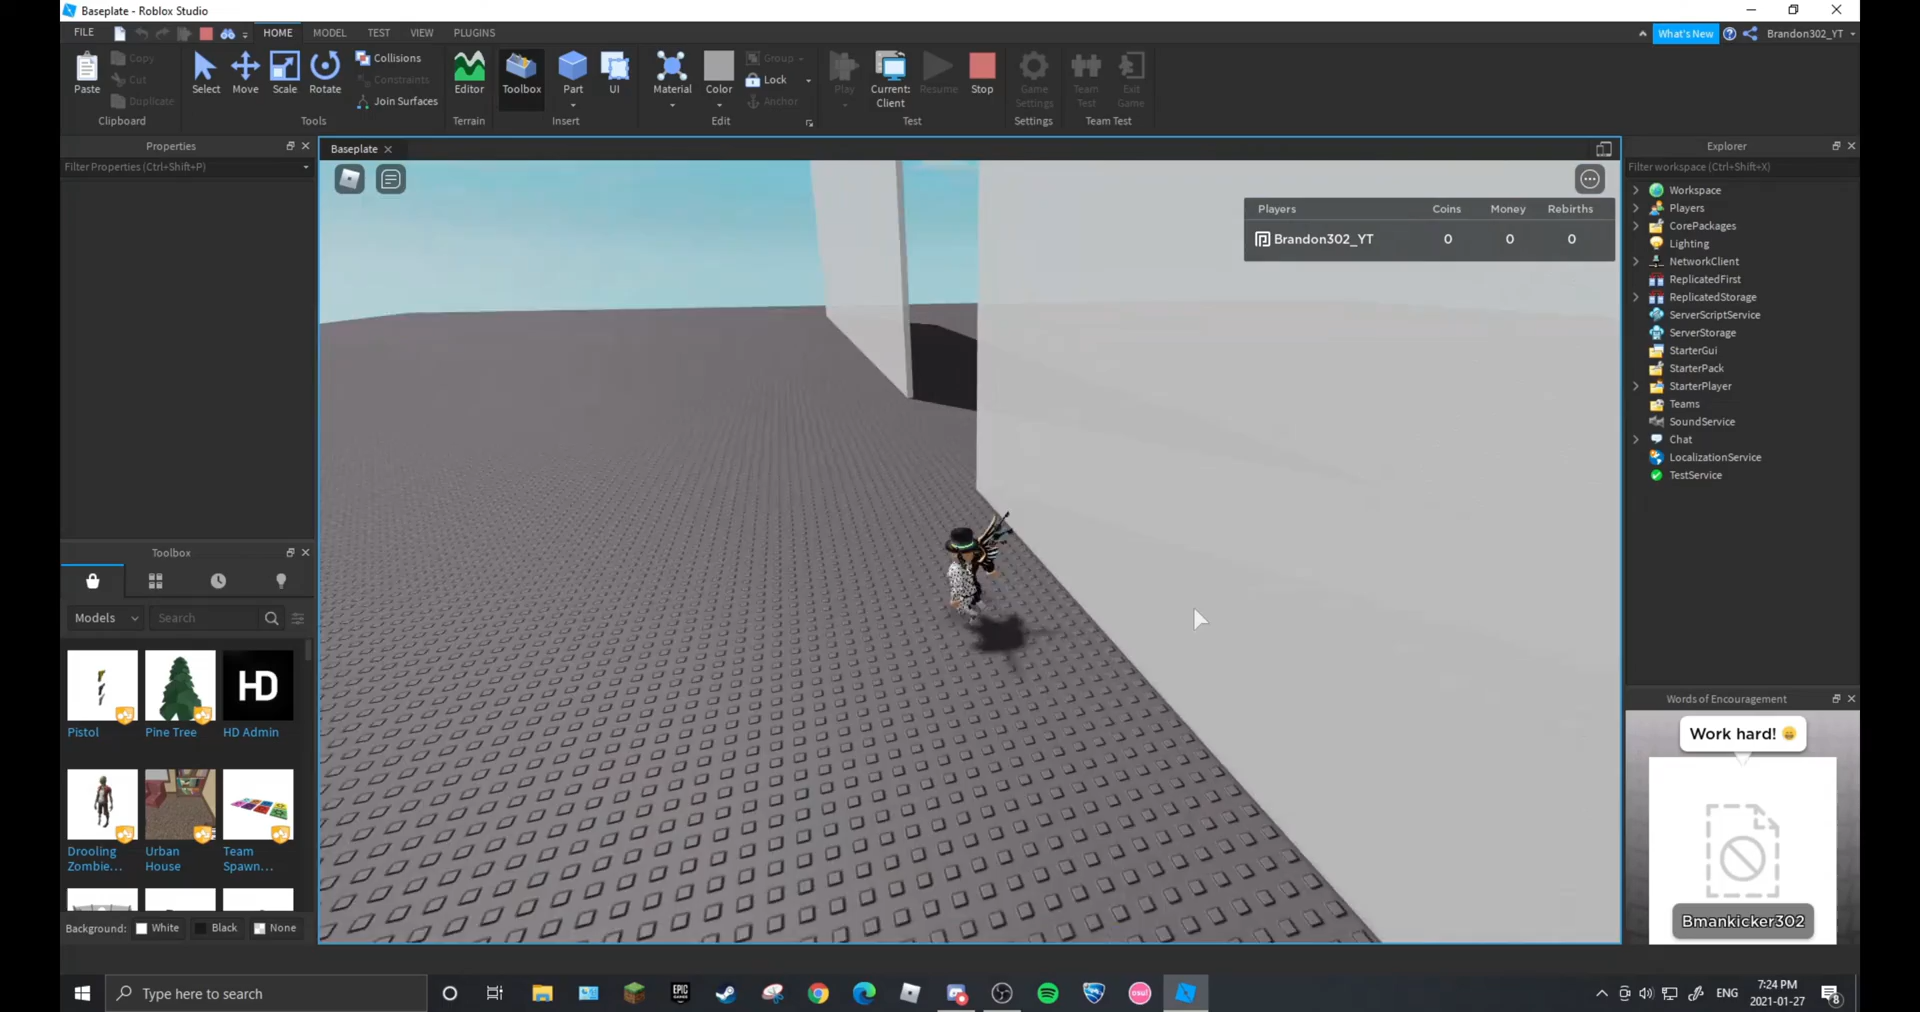 Baseplate - Roblox Studio
FILE HOME MODEL TEST VIEW PLUGINS
What's New Brandon302_YT
Paste
Copy
Cut
Duplicate
Clipboard
Select Move Scale Rotate
Collisions
Constraints
Join Surfaces
Tools
Editor
Terrain
Toolbox Part UI
Insert
Material Color
Group
Lock
Anchor
Edit
Play Current: Client Resume Stop
Test
Game Settings
Settings
Team Test Exit Game
Team Test
Properties
Filter Properties (Ctrl+Shift+P)
Baseplate
Players Coins Money Rebirths
Brandon302_YT 0 0 0
Explorer
Filter workspace (Ctrl+Shift+X)
Workspace
Players
CorePackages
Lighting
NetworkClient
ReplicatedFirst
ReplicatedStorage
ServerScriptService
ServerStorage
StarterGui
StarterPack
StarterPlayer
Teams
SoundService
Chat
LocalizationService
TestService
Toolbox
Models Search
HD
Pistol Pine Tree HD Admin
Drooling Zombie... Urban House Team Spawn...
Background: White Black None
Words of Encouragement
Work hard!
Bmankicker302
Type here to search
EPIC GAMES
osu!
ENG
7:24 PM
2021-01-27
8